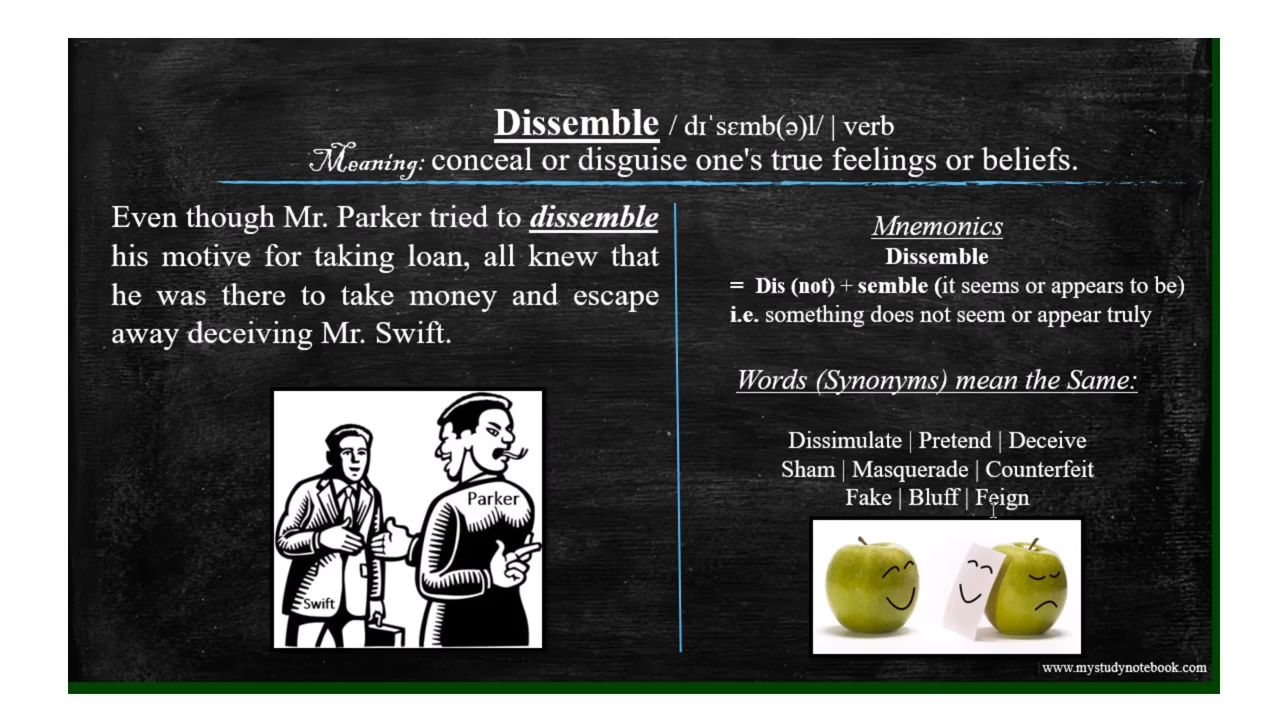 Dissemble / dɪˈsɛmb(ə)l/ | verb
Meaning: conceal or disguise one's true feelings or beliefs.
Even though Mr. Parker tried to dissemble
his motive for taking loan, all knew that
he was there to take money and escape
away deceiving Mr. Swift.
Parker
Swift
Mnemonics
Dissemble
= Dis (not) + semble (it seems or appears to be)
i.e. something does not seem or appear truly
Words (Synonyms) mean the Same:
Dissimulate | Pretend | Deceive
Sham | Masquerade | Counterfeit
Fake | Bluff | Feign
www.mystudynotebook.com